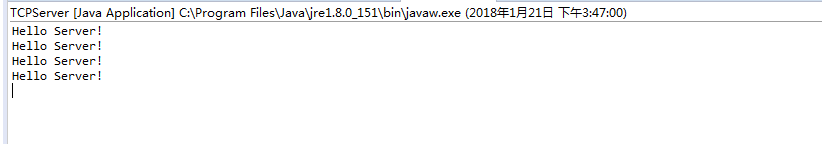 TCPServer [Java Application] C:\Program Files\Java\jre1.8.0_151\bin\javaw.exe (2018年1月21日 下午3:47:00)
Hello Server!
Hello Server!
Hello Server!
Hello Server!